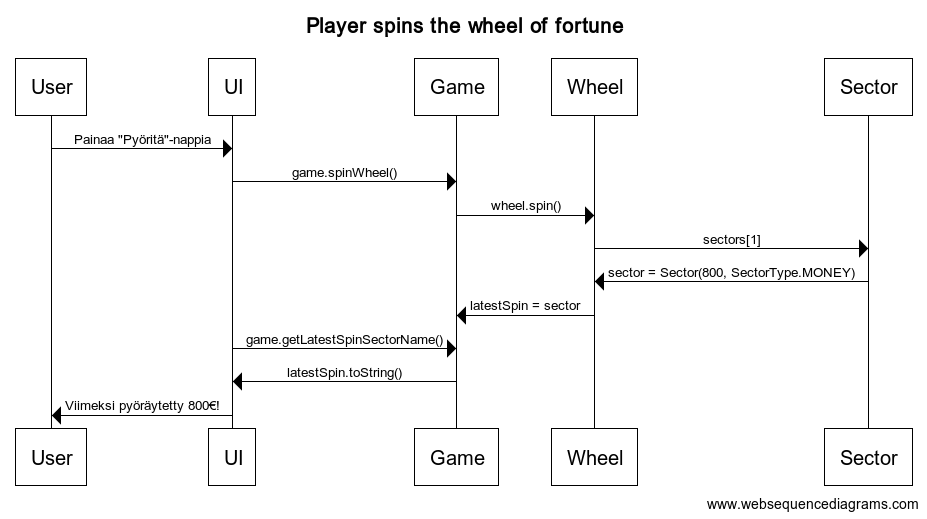 Player spins the wheel of fortune
User UI Game Wheel Sector
Painaa "Pyöritä"-nappia
game.spinWheel()
wheel.spin()
sectors[1]
sector = Sector(800, SectorType.MONEY)
latestSpin = sector
game.getLatestSpinSectorName()
latestSpin.toString()
Viimeksi pyöräytetty 800€!
User UI Game Wheel Sector
www.websequencediagrams.com